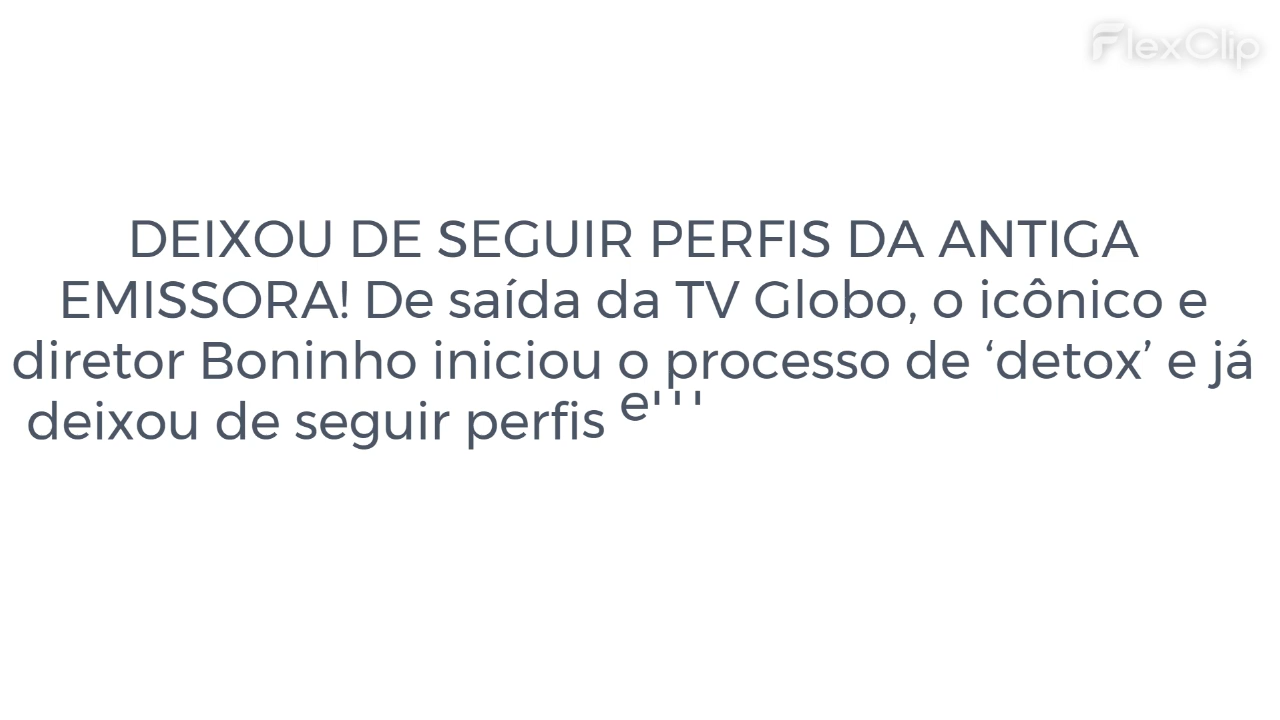 FlexClip
DEIXOU DE SEGUIR PERFIS DA ANTIGA
EMISSORA! De saída da TV Globo, o icônico e
diretor Boninho iniciou o processo de ‘detox’ e já
deixou de seguir perfis